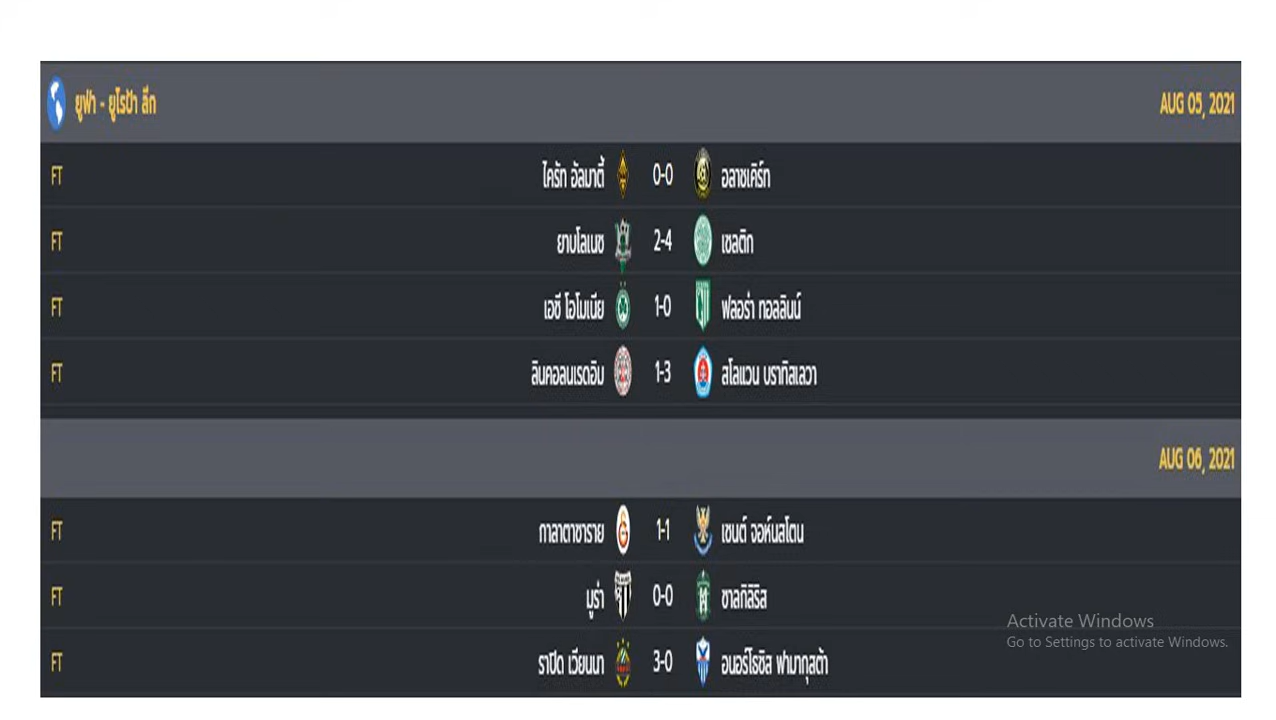 ยูฟ่า - ยูโรป้า ลีก AUG 05, 2021
FT ไครัท อัลมาตี้ 0-0 อลาชเคิร์ท
FT ยาบโลเนซ 2-4 เซลติก
FT เอซี โอโมเนีย 1-0 ฟลอร่า ทอลลินน์
FT ลินคอลนเรดอิม 1-3 สโลแวน บราทิสเลวา
AUG 06, 2021
FT กาลาตาซาราย 1-1 เซนต์ จอห์นสโตน
FT มูร่า 0-0 ซาลกิลิริส
FT ราปิด เวียนนา 3-0 อนอร์โธซิส ฟามากุสต้า
Activate Windows
Go to Settings to activate Windows.